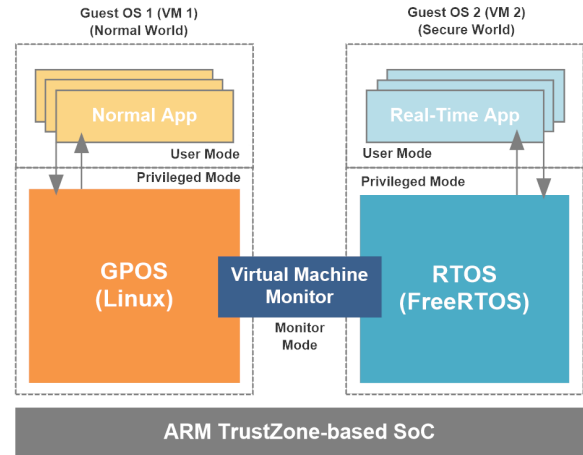 Guest OS 1 (VM 1)
(Normal World)
Guest OS 2 (VM 2)
(Secure World)
Normal App
Real-Time App
User Mode
User Mode
Privileged Mode
Privileged Mode
GPOS
(Linux)
Virtual Machine
Monitor
RTOS
(FreeRTOS)
Monitor
Mode
ARM TrustZone-based SoC